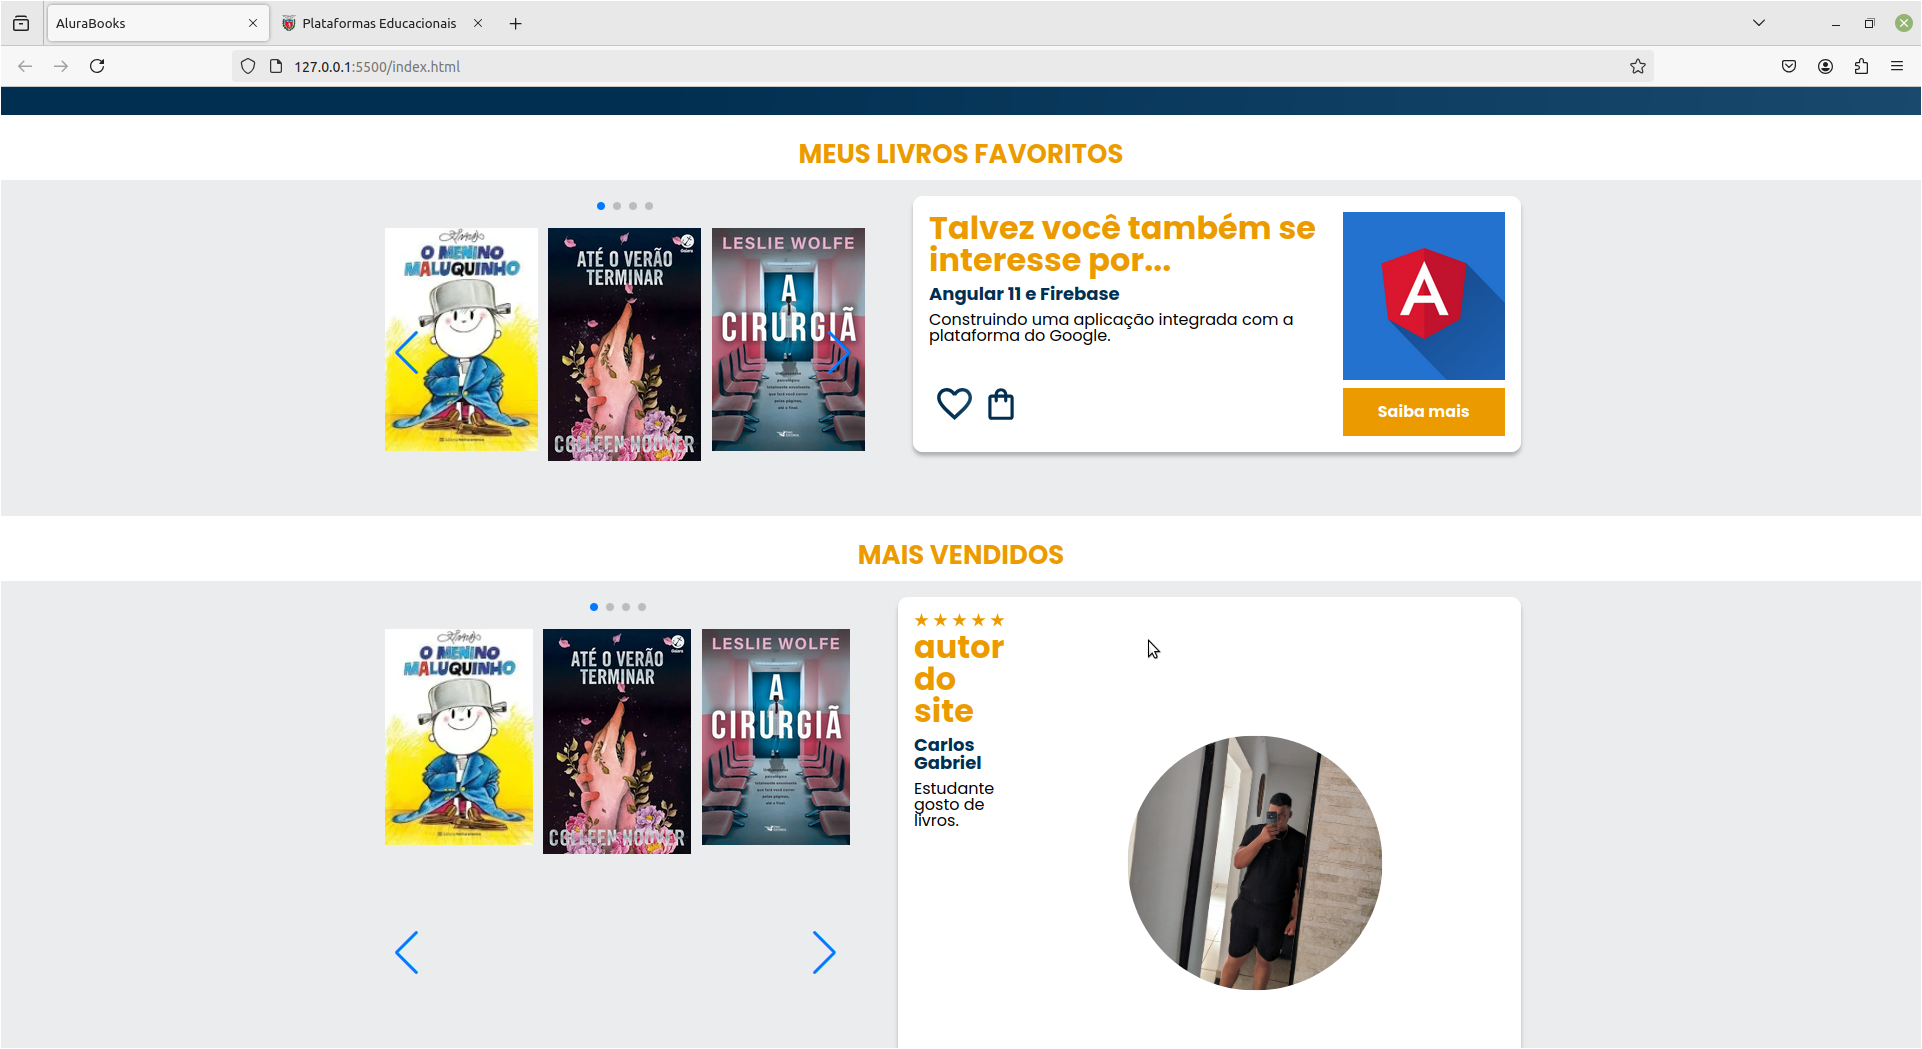 AluraBooks
Plataformas Educacionais
127.0.0.1:5500/index.html
MEUS LIVROS FAVORITOS
O MENINO
MALUQUINHO
ATÉ O VERÃO
TERMINAR
COLLEEN HOOVER
LESLIE WOLFE
A
CIRURGIÃ
Talvez você também se
interesse por...
Angular 11 e Firebase
Construindo uma aplicação integrada com a
plataforma do Google.
A
Saiba mais
MAIS VENDIDOS
O MENINO
MALUQUINHO
ATÉ O VERÃO
TERMINAR
COLLEEN HOOVER
LESLIE WOLFE
A
CIRURGIÃ
autor
do
site
Carlos
Gabriel
Estudante
gosto de
livros.